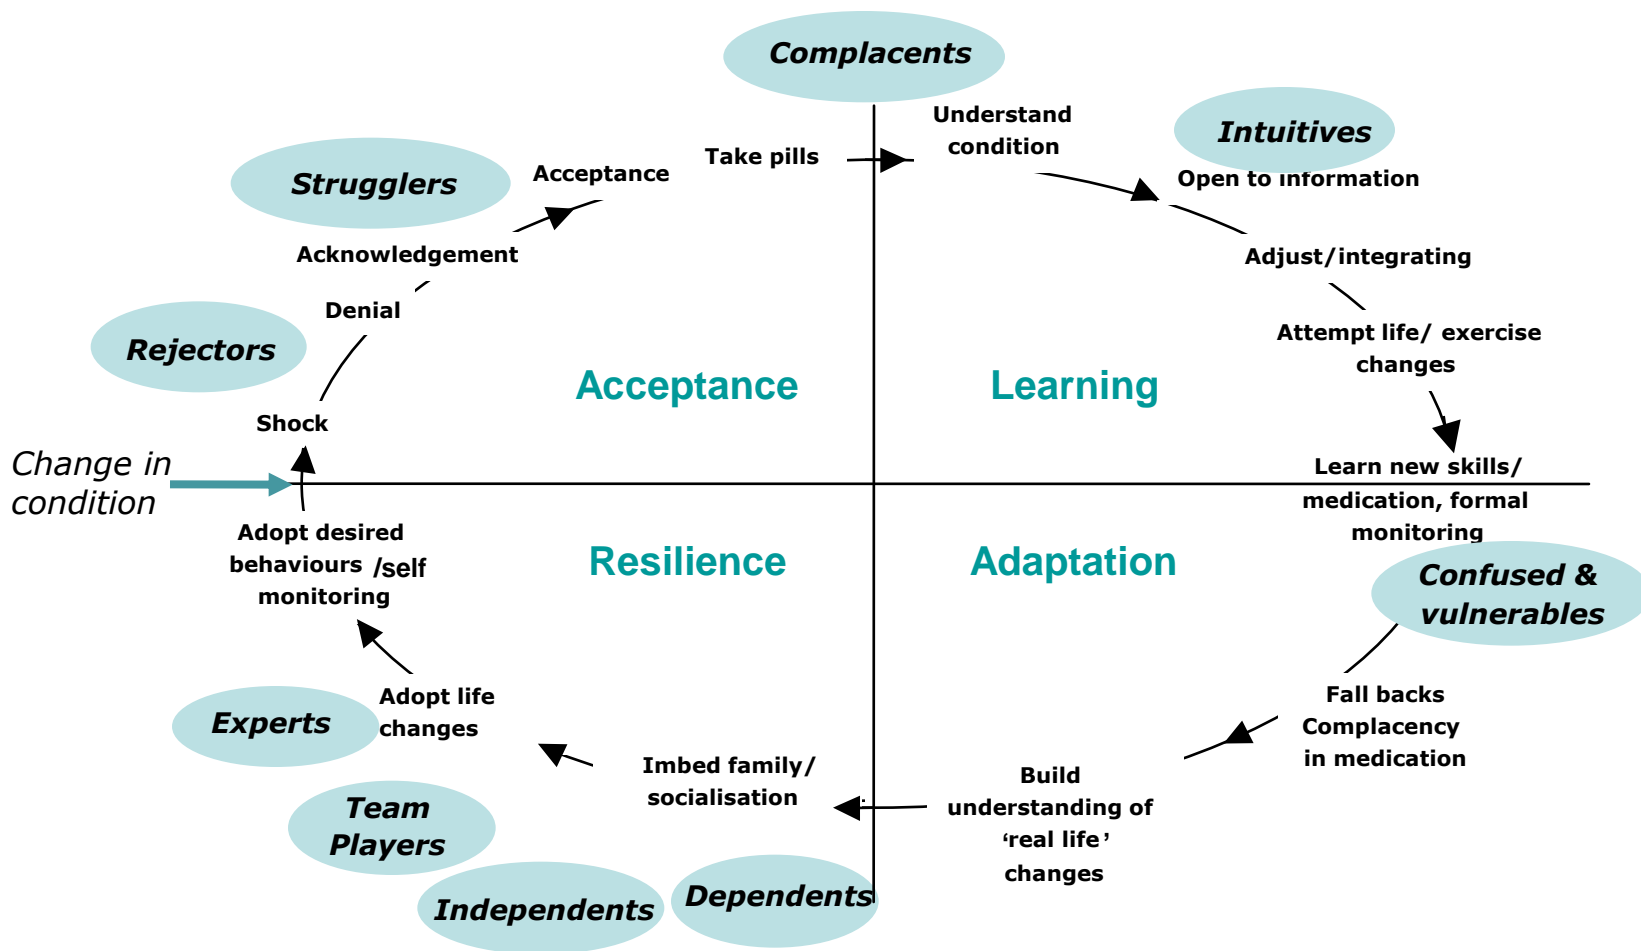 Complacents
Understand
condition
Intuitives
Open to information
Take pills
Acceptance
Strugglers
Acknowledgement
Denial
Rejectors
Shock
Adjust/integrating
Attempt life/ exercise
changes
Acceptance
Learning
Change in
condition
Learn new skills/
medication, formal
monitoring
Resilience
Adaptation
Confused &
vulnerables
Adopt desired
behaviours /self
monitoring
Fall backs
Complacency
in medication
Adopt life
changes
Experts
Imbed family/
socialisation
Build
understanding of
‘real life’
changes
Team
Players
Independents
Dependents